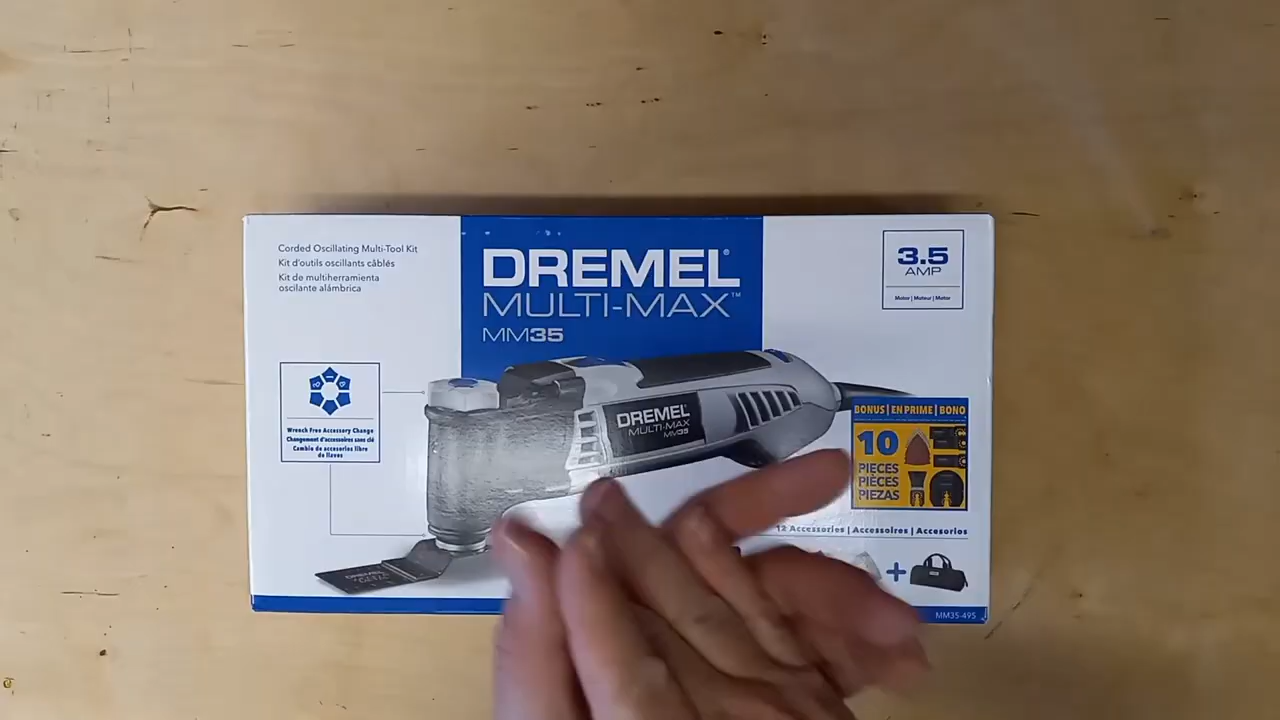 Corded Oscillating Multi-Tool Kit
Kit d'outils oscillants câblés
Kit de multiherramienta
oscilante alámbrica
DREMEL®
MULTI-MAX™
MM35
3.5
AMP
Motor | Moteur | Motor
Wrench Free Accessory Change
Changement d'accessoires sans clé
Cambio de accesorios libre
de llaves
DREMEL
MULTI-MAX
MM35
BONUS | EN PRIME | BONO
10
PIECES
PIÈCES
PIEZAS
12 Accessories | Accessoires | Accesorios
+
MM35-495